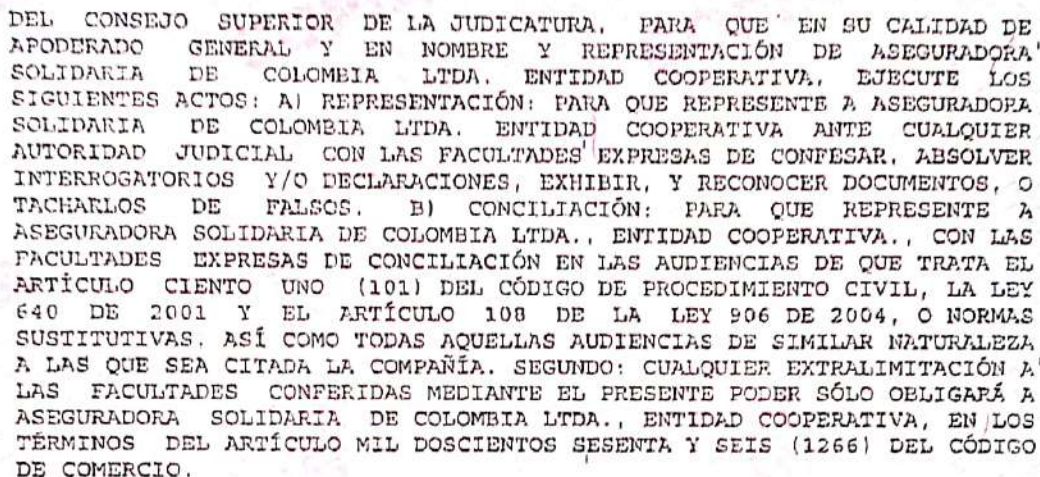 DEL CONSEJO SUPERIOR DE LA JUDICATURA, PARA QUE EN SU CALIDAD DE
APODERADO GENERAL Y EN NOMBRE Y REPRESENTACIÓN DE ASEGURADORA
SOLIDARIA DE COLOMBIA LTDA. ENTIDAD COOPERATIVA, EJECUTE LOS
SIGUIENTES ACTOS: A) REPRESENTACIÓN: PARA QUE REPRESENTE A ASEGURADORA
SOLIDARIA DE COLOMBIA LTDA. ENTIDAD COOPERATIVA ANTE CUALQUIER
AUTORIDAD JUDICIAL CON LAS FACULTADES EXPRESAS DE CONFESAR, ABSOLVER
INTERROGATORIOS Y/O DECLARACIONES, EXHIBIR, Y RECONOCER DOCUMENTOS, O
TACHARLOS DE FALSOS. B) CONCILIACIÓN: PARA QUE REPRESENTE A
ASEGURADORA SOLIDARIA DE COLOMBIA LTDA., ENTIDAD COOPERATIVA., CON LAS
FACULTADES EXPRESAS DE CONCILIACIÓN EN LAS AUDIENCIAS DE QUE TRATA EL
ARTÍCULO CIENTO UNO (101) DEL CÓDIGO DE PROCEDIMIENTO CIVIL, LA LEY
640 DE 2001 Y EL ARTÍCULO 108 DE LA LEY 906 DE 2004, O NORMAS
SUSTITUTIVAS. ASÍ COMO TODAS AQUELLAS AUDIENCIAS DE SIMILAR NATURALEZA
A LAS QUE SEA CITADA LA COMPAÑÍA. SEGUNDO: CUALQUIER EXTRALIMITACIÓN A
LAS FACULTADES CONFERIDAS MEDIANTE EL PRESENTE PODER SÓLO OBLIGARÁ A
ASEGURADORA SOLIDARIA DE COLOMBIA LTDA., ENTIDAD COOPERATIVA, EN LOS
TÉRMINOS DEL ARTÍCULO MIL DOSCIENTOS SESENTA Y SEIS (1266) DEL CÓDIGO
DE COMERCIO.